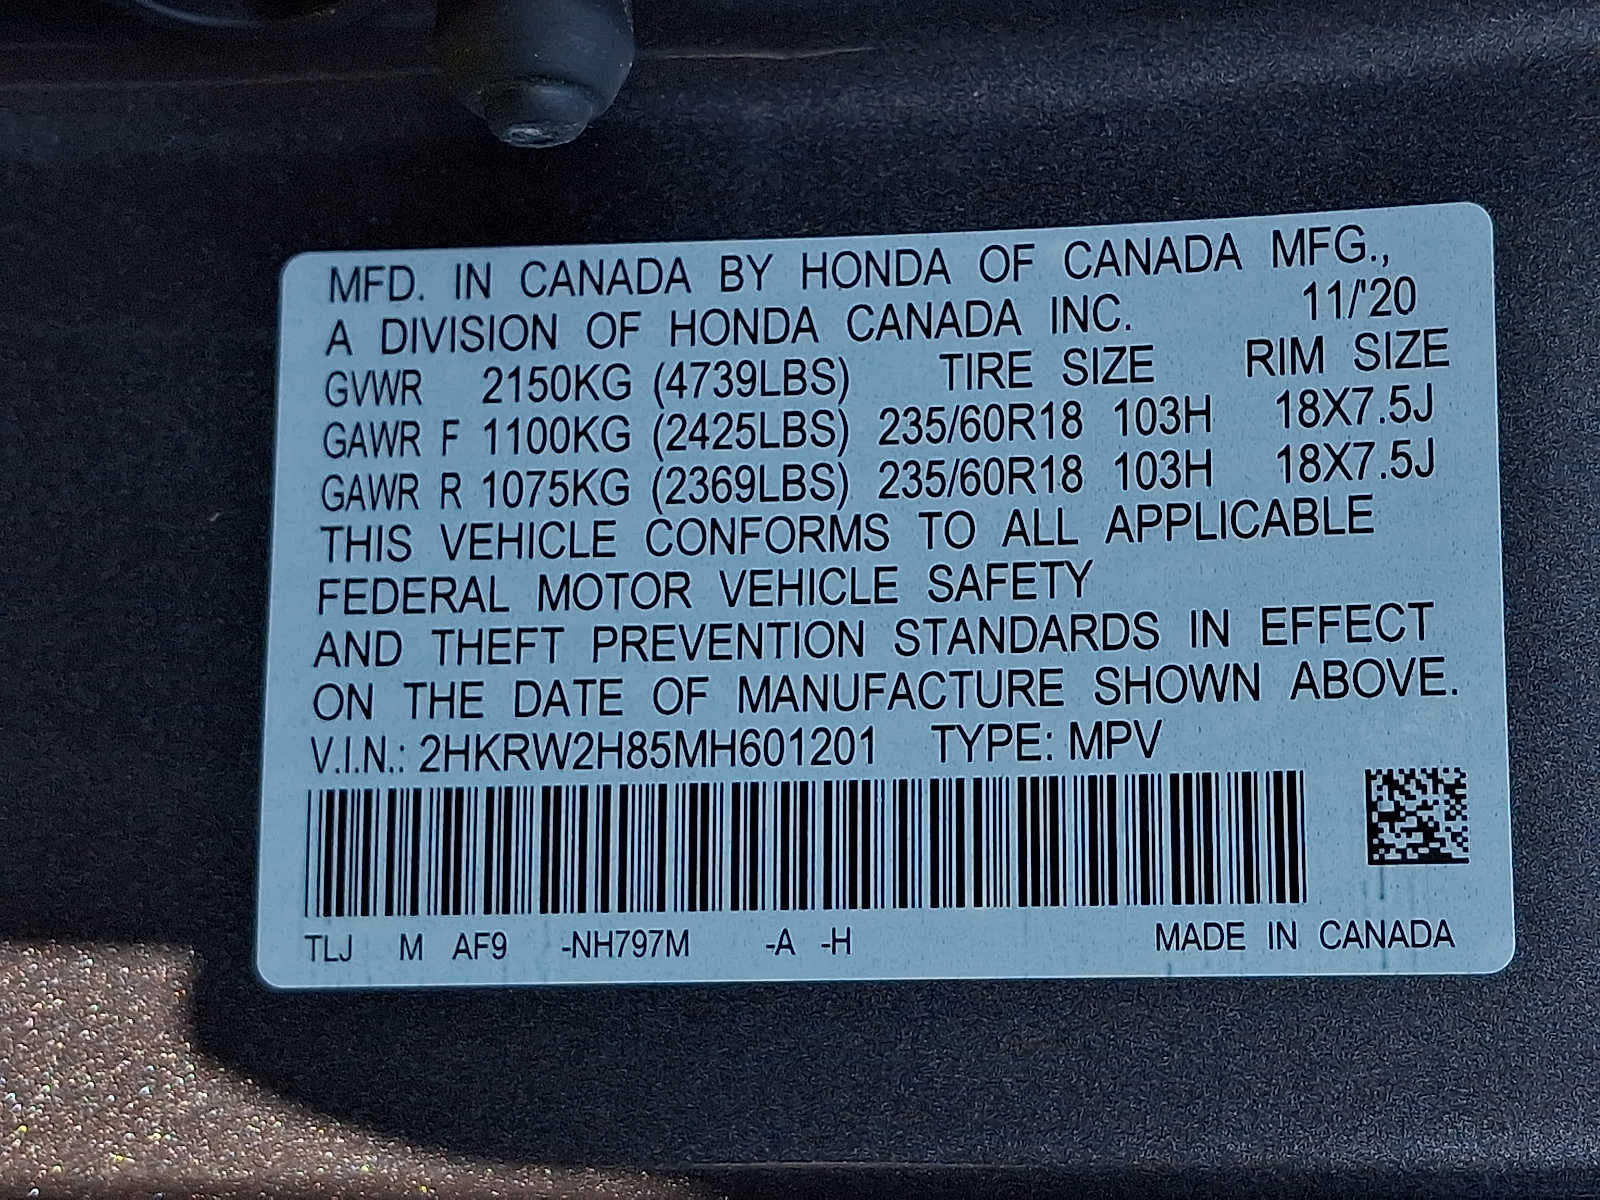 MFD. IN CANADA BY HONDA OF CANADA MFG.,
A DIVISION OF HONDA CANADA INC. 11/'20
GVWR 2150KG (4739LBS) TIRE SIZE RIM SIZE
GAWR F 1100KG (2425LBS) 235/60R18 103H 18X7.5J
GAWR R 1075KG (2369LBS) 235/60R18 103H 18X7.5J
THIS VEHICLE CONFORMS TO ALL APPLICABLE
FEDERAL MOTOR VEHICLE SAFETY
AND THEFT PREVENTION STANDARDS IN EFFECT
ON THE DATE OF MANUFACTURE SHOWN ABOVE.
V.I.N.: 2HKRW2H85MH601201 TYPE: MPV
TLJ M AF9 -NH797M -A -H MADE IN CANADA